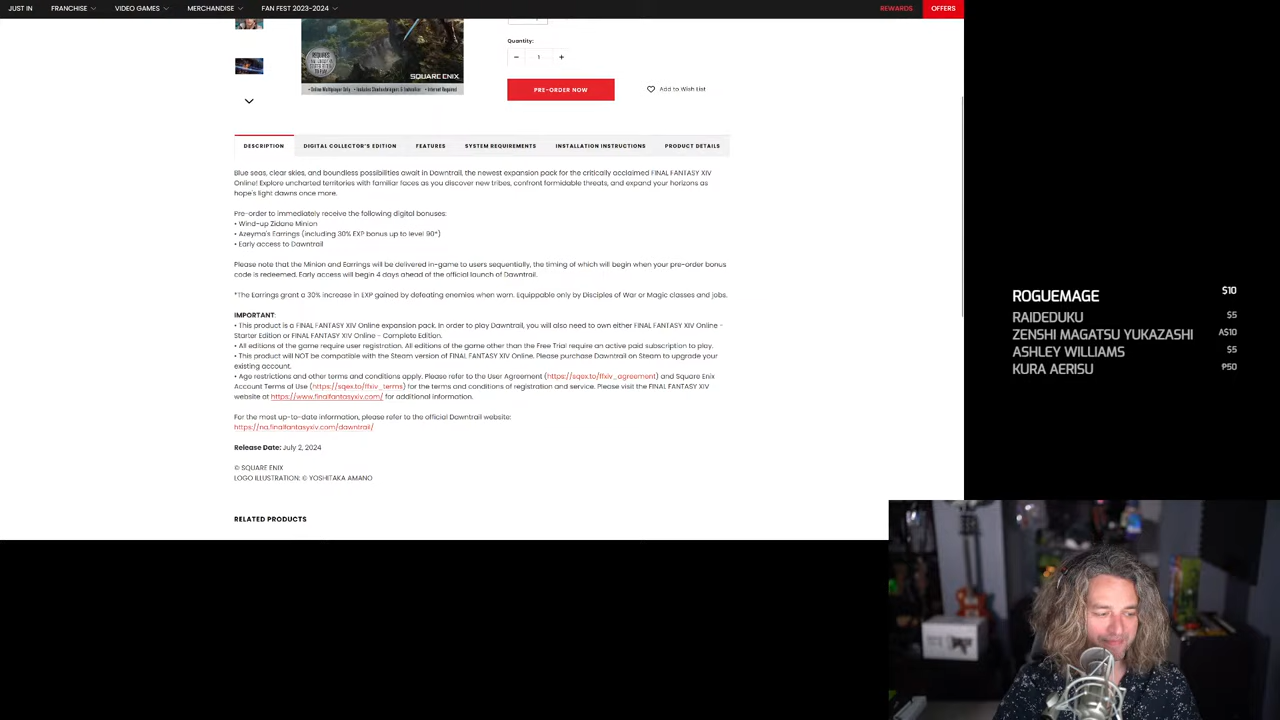 JUST IN
FRANCHISE
VIDEO GAMES
MERCHANDISE
FAN FEST 2023-2024
REWARDS
OFFERS
Quantity:
- 1 +
SQUARE ENIX
• Online Multiplayer Only
• Internet Required
PRE-ORDER NOW
Add to Wish List
DESCRIPTION
DIGITAL COLLECTOR'S EDITION
FEATURES
SYSTEM REQUIREMENTS
INSTALLATION INSTRUCTIONS
PRODUCT DETAILS
Blue seas, clear skies, and boundless possibilities await in Dawntrail, the newest expansion pack for the critically acclaimed FINAL FANTASY XIV
Online! Explore uncharted territories with familiar faces as you discover new tribes, confront formidable threats, and expand your horizons as
hope's light dawns once more.
Pre-order to immediately receive the following digital bonuses:
• Wind-up Zidane Minion
• Azeyma's Earrings (including 30% EXP bonus up to level 90*)
• Early access to Dawntrail
Please note that the Minion and Earrings will be delivered in-game to users sequentially, the timing of which will begin when your pre-order bonus
code is redeemed. Early access will begin 4 days ahead of the official launch of Dawntrail.
*The Earrings grant a 30% increase in EXP gained by defeating enemies when worn. Equippable only by Disciples of War or Magic classes and jobs.
IMPORTANT:
• This product is a FINAL FANTASY XIV Online expansion pack. In order to play Dawntrail, you will also need to own either FINAL FANTASY XIV Online -
Starter Edition or FINAL FANTASY XIV Online - Complete Edition.
• All editions of the game require user registration. All editions of the game other than the Free Trial require an active paid subscription to play.
• This product will NOT be compatible with the Steam version of FINAL FANTASY XIV Online. Please purchase Dawntrail on Steam to upgrade your
existing account.
• Age restrictions and other terms and conditions apply. Please refer to the User Agreement (https://sqex.to/ffxiv_agreement) and Square Enix
Account Terms of Use (https://sqex.to/ffxiv_terms) for the terms and conditions of registration and service. Please visit the FINAL FANTASY XIV
website at https://www.finalfantasyxiv.com/ for additional information.
For the most up-to-date information, please refer to the official Dawntrail website:
https://na.finalfantasyxiv.com/dawntrail/
Release Date: July 2, 2024
© SQUARE ENIX
LOGO ILLUSTRATION: © YOSHITAKA AMANO
RELATED PRODUCTS
ROGUEMAGE $10
RAIDEDUKU $5
ZENSHI MAGATSU YUKAZASHI A$10
ASHLEY WILLIAMS $5
KURA AERISU ₱50